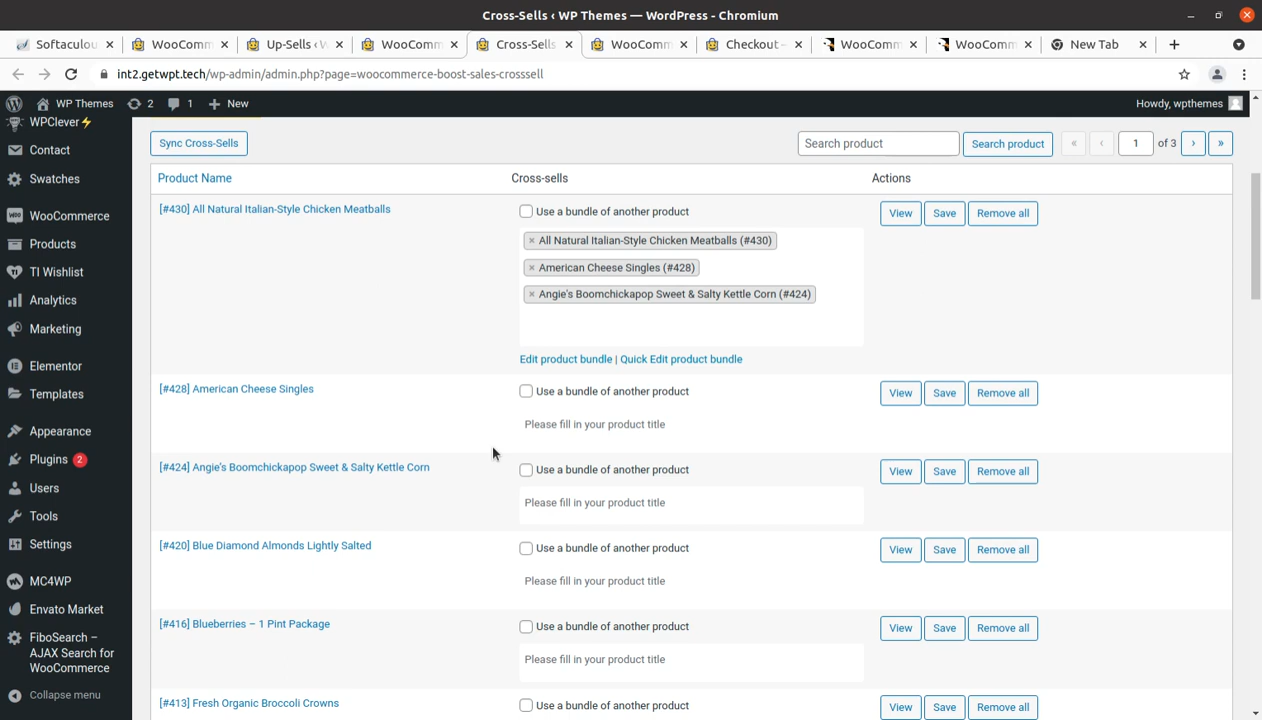 Cross-Sells ‹ WP Themes — WordPress - Chromium
Softaculou
WooComm
Up-Sells ‹ W
WooComm
Cross-Sells
WooComm
Checkout –
WooComm
WooComm
New Tab
int2.getwpt.tech/wp-admin/admin.php?page=woocommerce-boost-sales-crosssell
WP Themes 2 1 New Howdy, wpthemes
WPClever⚡
Contact
Swatches
WooCommerce
Products
TI Wishlist
Analytics
Marketing
Elementor
Templates
Appearance
Plugins 2
Users
Tools
Settings
MC4WP
Envato Market
FiboSearch –
AJAX Search for
WooCommerce
Collapse menu
Sync Cross-Sells Search product Search product « ‹ 1 of 3 › »
Product Name Cross-sells Actions
[#430] All Natural Italian-Style Chicken Meatballs Use a bundle of another product View Save Remove all
× All Natural Italian-Style Chicken Meatballs (#430)
× American Cheese Singles (#428)
× Angie's Boomchickapop Sweet & Salty Kettle Corn (#424)
Edit product bundle | Quick Edit product bundle
[#428] American Cheese Singles Use a bundle of another product View Save Remove all
Please fill in your product title
[#424] Angie's Boomchickapop Sweet & Salty Kettle Corn Use a bundle of another product View Save Remove all
Please fill in your product title
[#420] Blue Diamond Almonds Lightly Salted Use a bundle of another product View Save Remove all
Please fill in your product title
[#416] Blueberries – 1 Pint Package Use a bundle of another product View Save Remove all
Please fill in your product title
[#413] Fresh Organic Broccoli Crowns Use a bundle of another product View Save Remove all